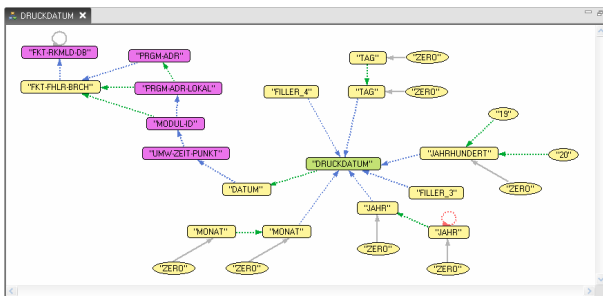 DRUCKDATUM
"FKT-RKMLD-DB"
"PRGM-ADR"
"TAG"
"ZERO"
"FKT-FHLR-BRCH"
"PRGM-ADR-LOKAL"
"FILLER_4"
"TAG"
"ZERO"
"MODUL-ID"
"19"
"UMW-ZEIT-PUNKT"
"JAHRHUNDERT"
"20"
"DRUCKDATUM"
"DATUM"
"FILLER_3"
"ZERO"
"JAHR"
"MONAT"
"MONAT"
"JAHR"
"ZERO"
"ZERO"
"ZERO"
"ZERO"